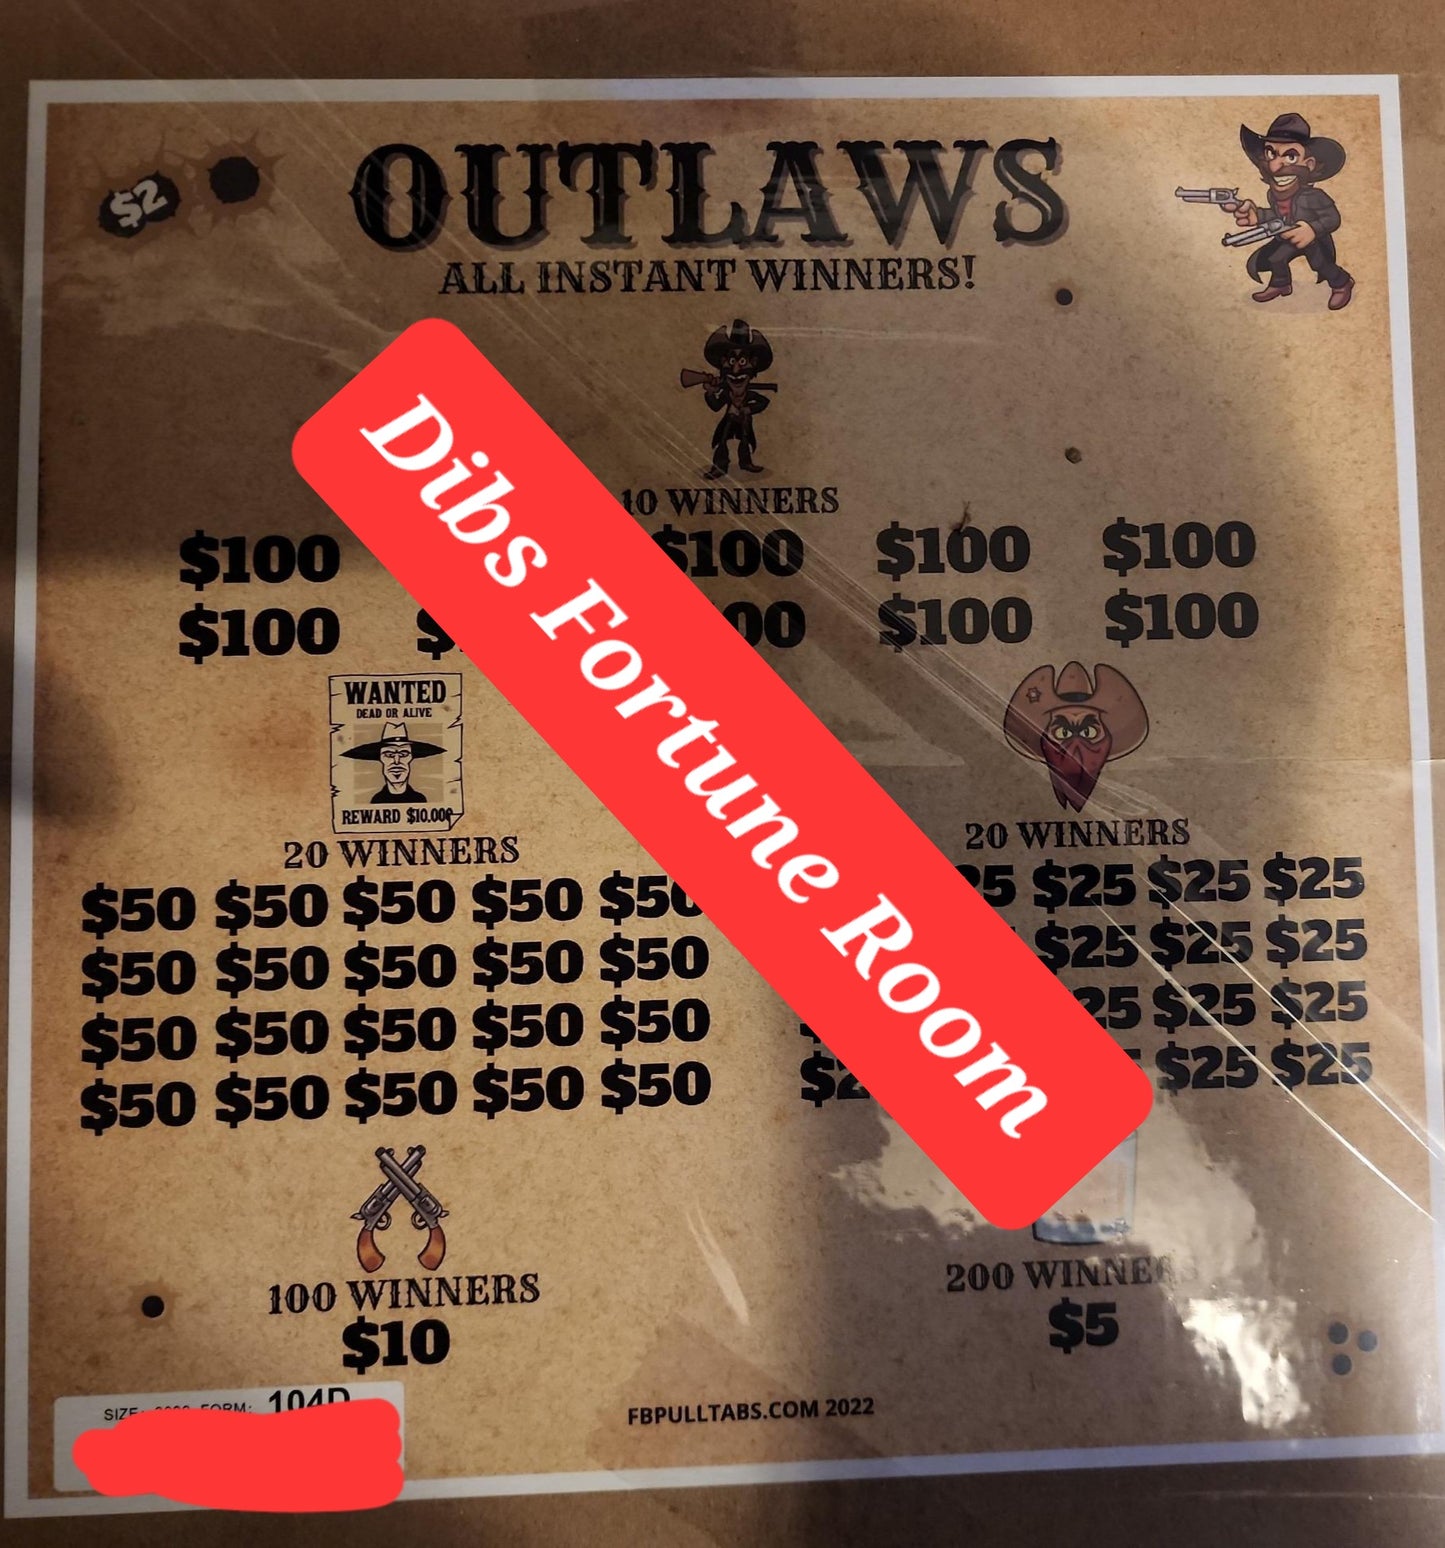 $2
OUTLAWS
ALL INSTANT WINNERS!
10 WINNERS
$100 $100 $100 $100
$100 $100 $100
WANTED
DEAD OR ALIVE
REWARD $10.000
20 WINNERS
$50 $50 $50 $50 $50
$50 $50 $50 $50 $50
$50 $50 $50 $50 $50
$50 $50 $50 $50 $50
20 WINNERS
$25 $25 $25
$25 $25 $25
$25 $25
$25 $25
Dibs Fortune Room
100 WINNERS
$10
200 WINNERS
$5
104D
FBPULLTABS.COM 2022